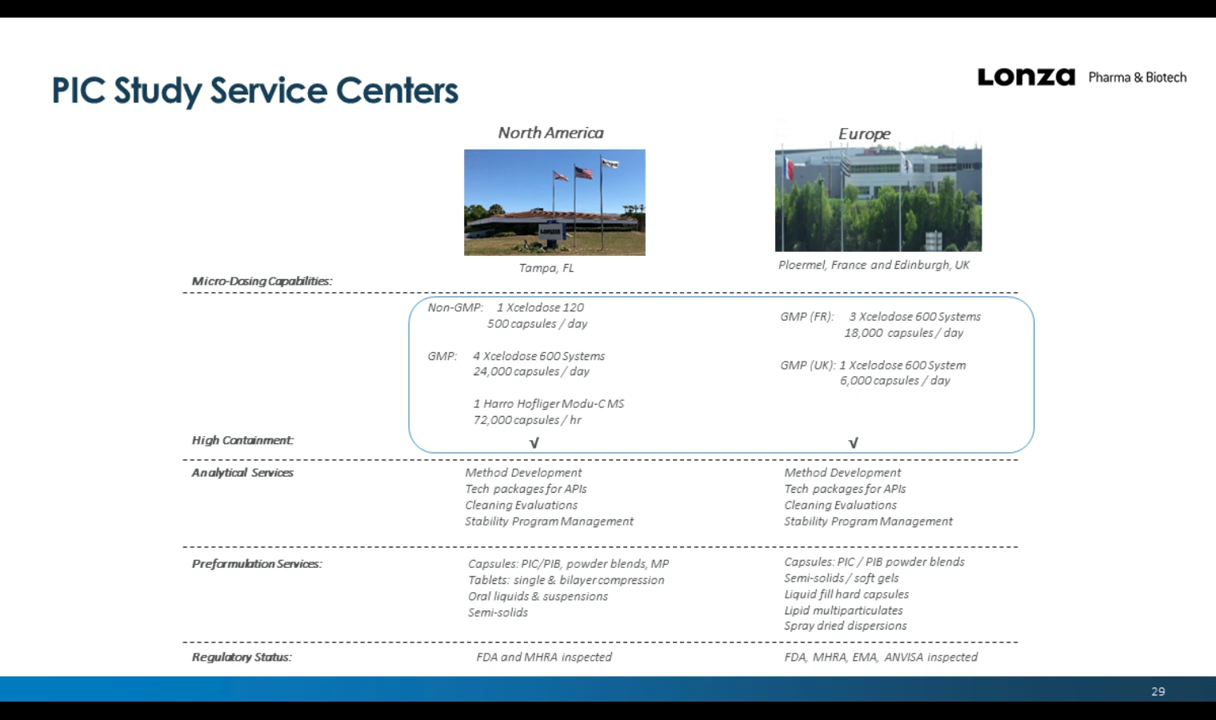 PIC Study Service Centers
Lonza Pharma & Biotech
North America
Europe
LONZA
Tampa, FL
Ploermel, France and Edinburgh, UK
Micro-Dosing Capabilities:
Non-GMP: 1 Xcelodose 120
500 capsules / day
GMP: 4 Xcelodose 600 Systems
24,000 capsules / day
1 Harro Hofliger Modu-C MS
72,000 capsules / hr
GMP (FR): 3 Xcelodose 600 Systems
18,000 capsules / day
GMP (UK): 1 Xcelodose 600 System
6,000 capsules / day
High Containment: √ √
Analytical Services
Method Development
Tech packages for APIs
Cleaning Evaluations
Stability Program Management
Method Development
Tech packages for APIs
Cleaning Evaluations
Stability Program Management
Preformulation Services:
Capsules: PIC/PIB, powder blends, MP
Tablets: single & bilayer compression
Oral liquids & suspensions
Semi-solids
Capsules: PIC / PIB powder blends
Semi-solids / soft gels
Liquid fill hard capsules
Lipid multiparticulates
Spray dried dispersions
Regulatory Status:
FDA and MHRA inspected
FDA, MHRA, EMA, ANVISA inspected
29